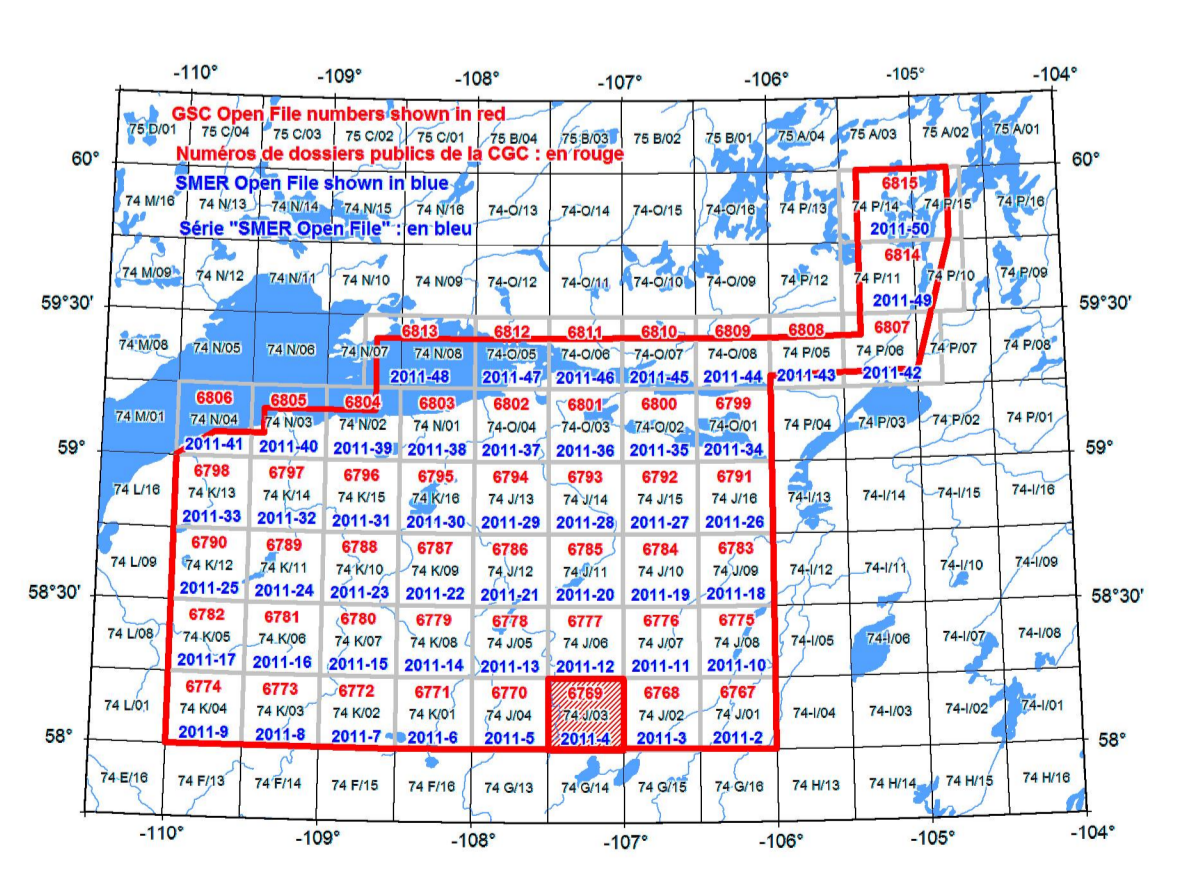 -110° -109° -108° -107° -106° -105° -104°
GSC Open File numbers shown in red
75 D/01 75 C/04 75 C/03 75 C/02 75 C/01 75 B/04 75 B/03 75 B/02 75 B/01 75 A/04 75 A/03 75 A/02 75 A/01
Numéros de dossiers publics de la CGC : en rouge
60° 60°
SMER Open File shown in blue
6815
74 M/16 74 N/13 74 N/14 74 N/15 74 N/16 74-O/13 74-O/14 74-O/15 74-O/16 74 P/13 74 P/14 74 P/15 74 P/16
Série "SMER Open File" : en bleu
2011-50
6814
74 M/09 74 N/12 74 N/11 74 N/10 74 N/09 74-O/12 74-O/11 74-O/10 74-O/09 74 P/12 74 P/11 74 P/10 74 P/09
59°30' 2011-49 59°30'
6813 6812 6811 6810 6809 6808 6807
74 M/08 74 N/05 74 N/06 74 N/07 74 N/08 74-O/05 74-O/06 74-O/07 74-O/08 74 P/05 74 P/06 74 P/07 74 P/08
2011-48 2011-47 2011-46 2011-45 2011-44 2011-43 2011-42
6806 6805 6804 6803 6802 6801 6800 6799
74 M/01 74 N/04 74 N/03 74 N/02 74 N/01 74-O/04 74-O/03 74-O/02 74-O/01 74 P/04 74 P/03 74 P/02 74 P/01
59° 2011-41 2011-40 2011-39 2011-38 2011-37 2011-36 2011-35 2011-34 59°
6798 6797 6796 6795 6794 6793 6792 6791
74 L/16 74 K/13 74 K/14 74 K/15 74 K/16 74 J/13 74 J/14 74 J/15 74 J/16 74-I/13 74-I/14 74-I/15 74-I/16
2011-33 2011-32 2011-31 2011-30 2011-29 2011-28 2011-27 2011-26
6790 6789 6788 6787 6786 6785 6784 6783
74 L/09 74 K/12 74 K/11 74 K/10 74 K/09 74 J/12 74 J/11 74 J/10 74 J/09 74-I/12 74-I/11 74-I/10 74-I/09
58°30' 2011-25 2011-24 2011-23 2011-22 2011-21 2011-20 2011-19 2011-18 58°30'
6782 6781 6780 6779 6778 6777 6776 6775
74 L/08 74 K/05 74 K/06 74 K/07 74 K/08 74 J/05 74 J/06 74 J/07 74 J/08 74-I/05 74-I/06 74-I/07 74-I/08
2011-17 2011-16 2011-15 2011-14 2011-13 2011-12 2011-11 2011-10
6774 6773 6772 6771 6770 6769 6768 6767
74 L/01 74 K/04 74 K/03 74 K/02 74 K/01 74 J/04 74 J/03 74 J/02 74 J/01 74-I/04 74-I/03 74-I/02 74-I/01
58° 2011-9 2011-8 2011-7 2011-6 2011-5 2011-4 2011-3 2011-2 58°
74 E/16 74 F/13 74 F/14 74 F/15 74 F/16 74 G/13 74 G/14 74 G/15 74 G/16 74 H/13 74 H/14 74 H/15 74 H/16
-110° -109° -108° -107° -106° -105° -104°